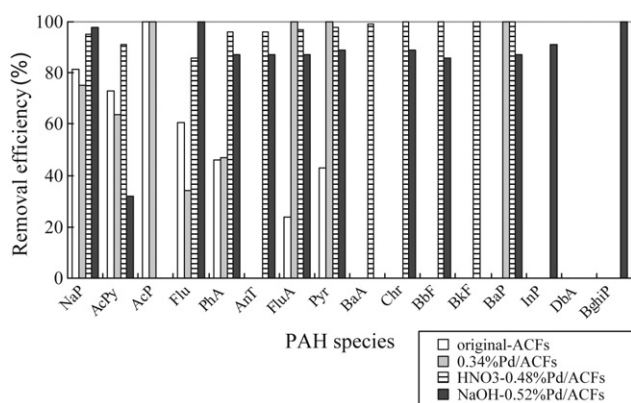 100
80
60
40
20
0
Removal efficiency (%)
NaP AcPy AcP Flu PhA AnT FluA Pyr BaA Chr BbF BkF BaP InP DbA BghiP
PAH species
original-ACFs
0.34%Pd/ACFs
HNO3-0.48%Pd/ACFs
NaOH-0.52%Pd/ACFs